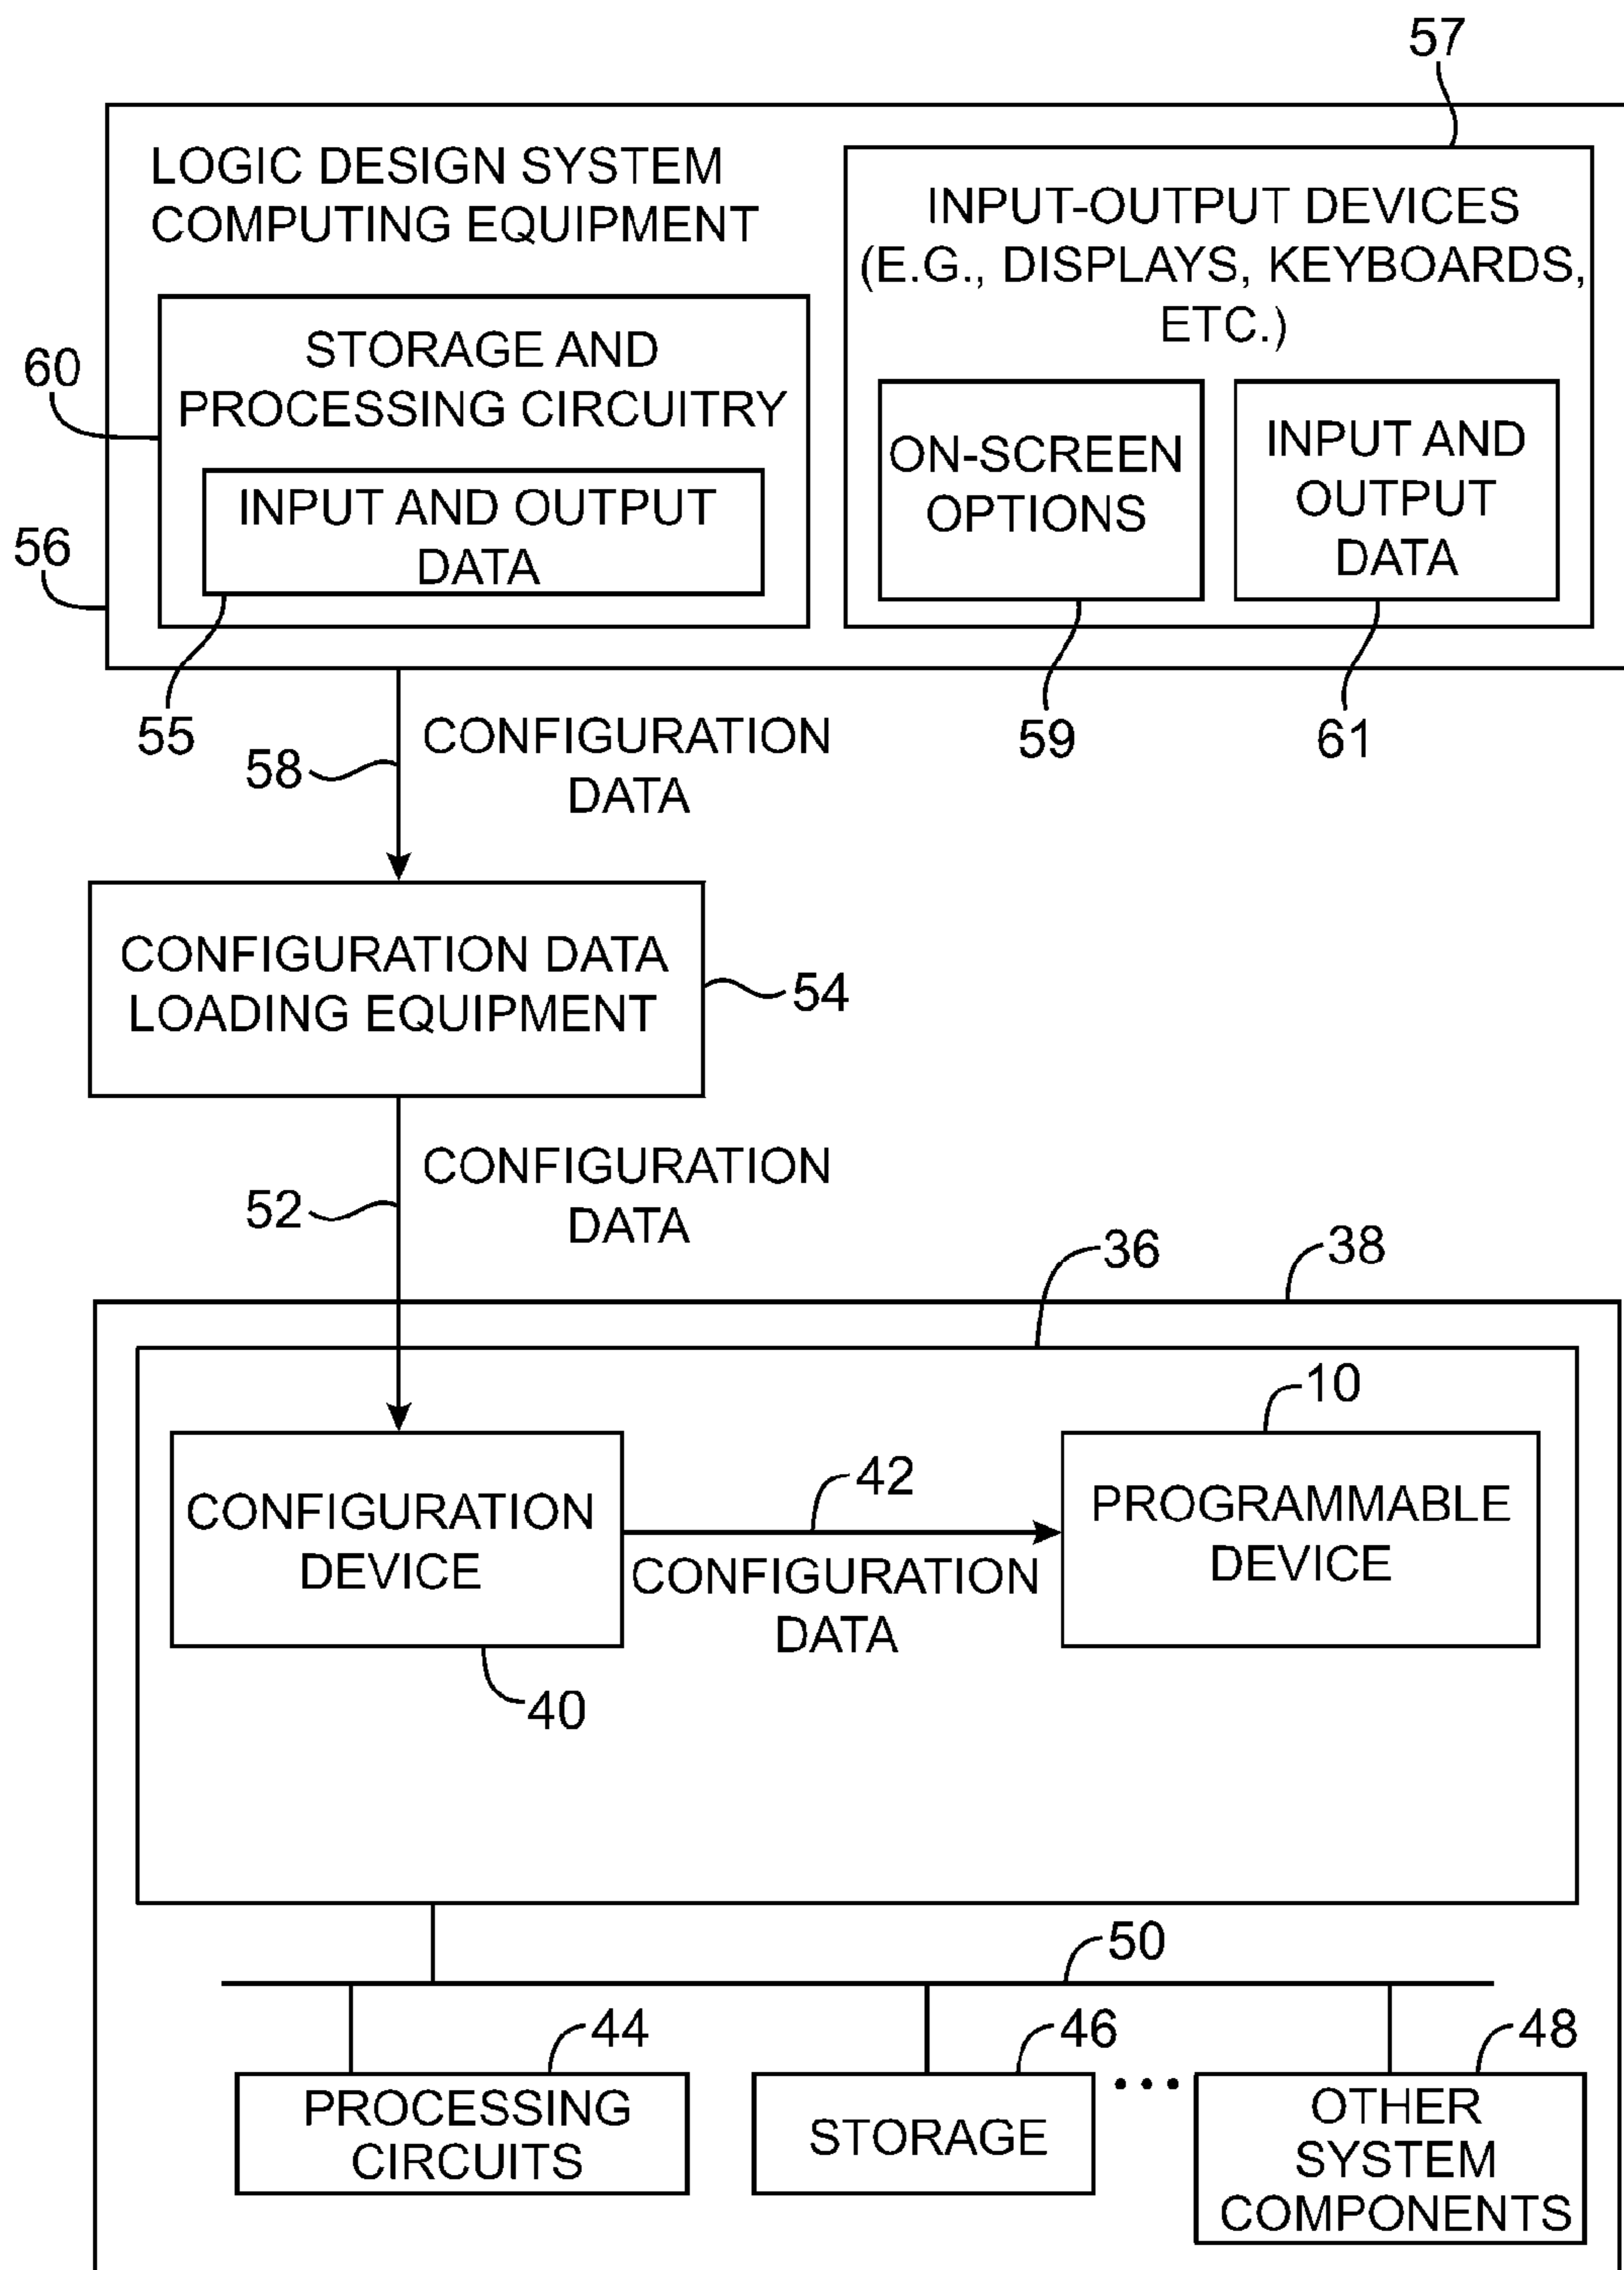 57
LOGIC DESIGN SYSTEM
COMPUTING EQUIPMENT
INPUT-OUTPUT DEVICES
(E.G., DISPLAYS, KEYBOARDS,
ETC.)
60
STORAGE AND
PROCESSING CIRCUITRY
INPUT AND OUTPUT
DATA
ON-SCREEN
OPTIONS
INPUT AND
OUTPUT
DATA
56
55
59
61
58
CONFIGURATION
DATA
CONFIGURATION DATA
LOADING EQUIPMENT
54
52
CONFIGURATION
DATA
36
38
10
CONFIGURATION
DEVICE
42
CONFIGURATION
DATA
PROGRAMMABLE
DEVICE
40
50
44
46
48
PROCESSING
CIRCUITS
STORAGE
...
OTHER
SYSTEM
COMPONENTS